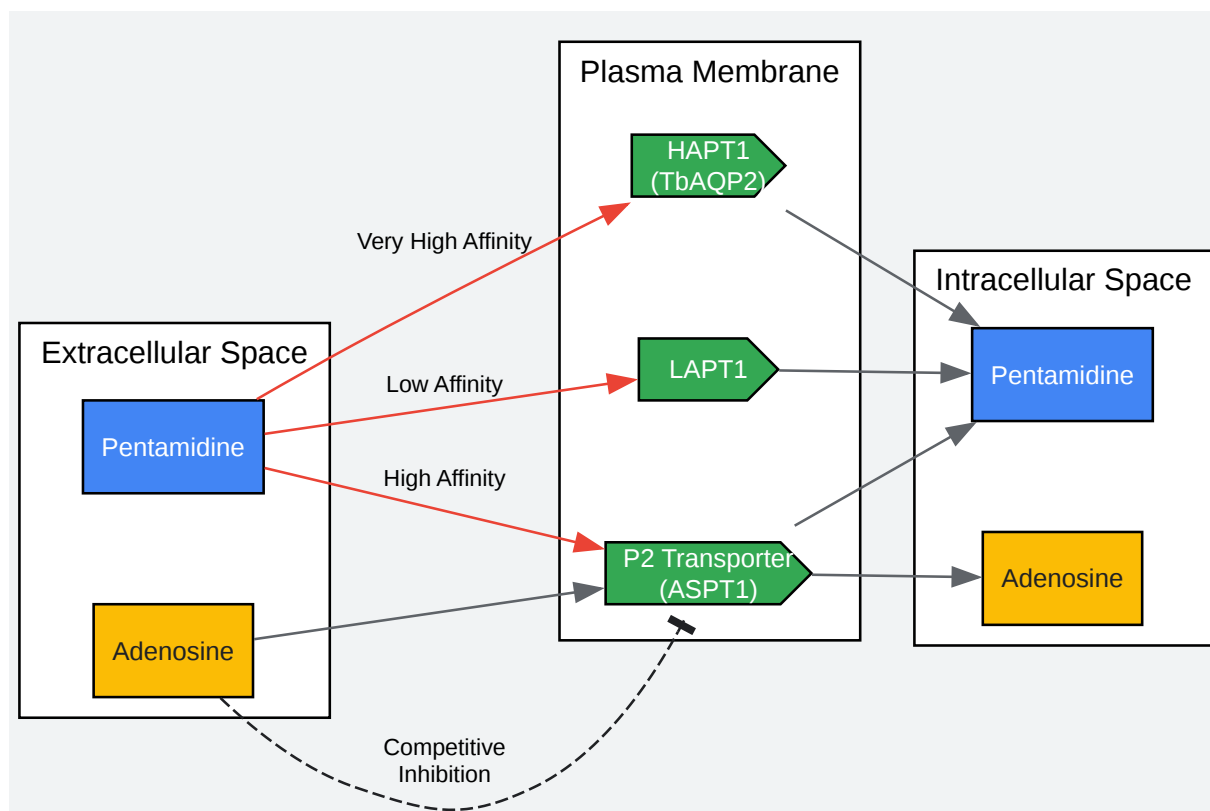 Plasma Membrane
HAPT1
(TbAQP2)
Very High Affinity
Intracellular Space
Extracellular Space
LAPT1
Pentamidine
Low Affinity
Pentamidine
High Affinity
P2 Transporter
(ASPT1)
Adenosine
Adenosine
Competitive
Inhibition